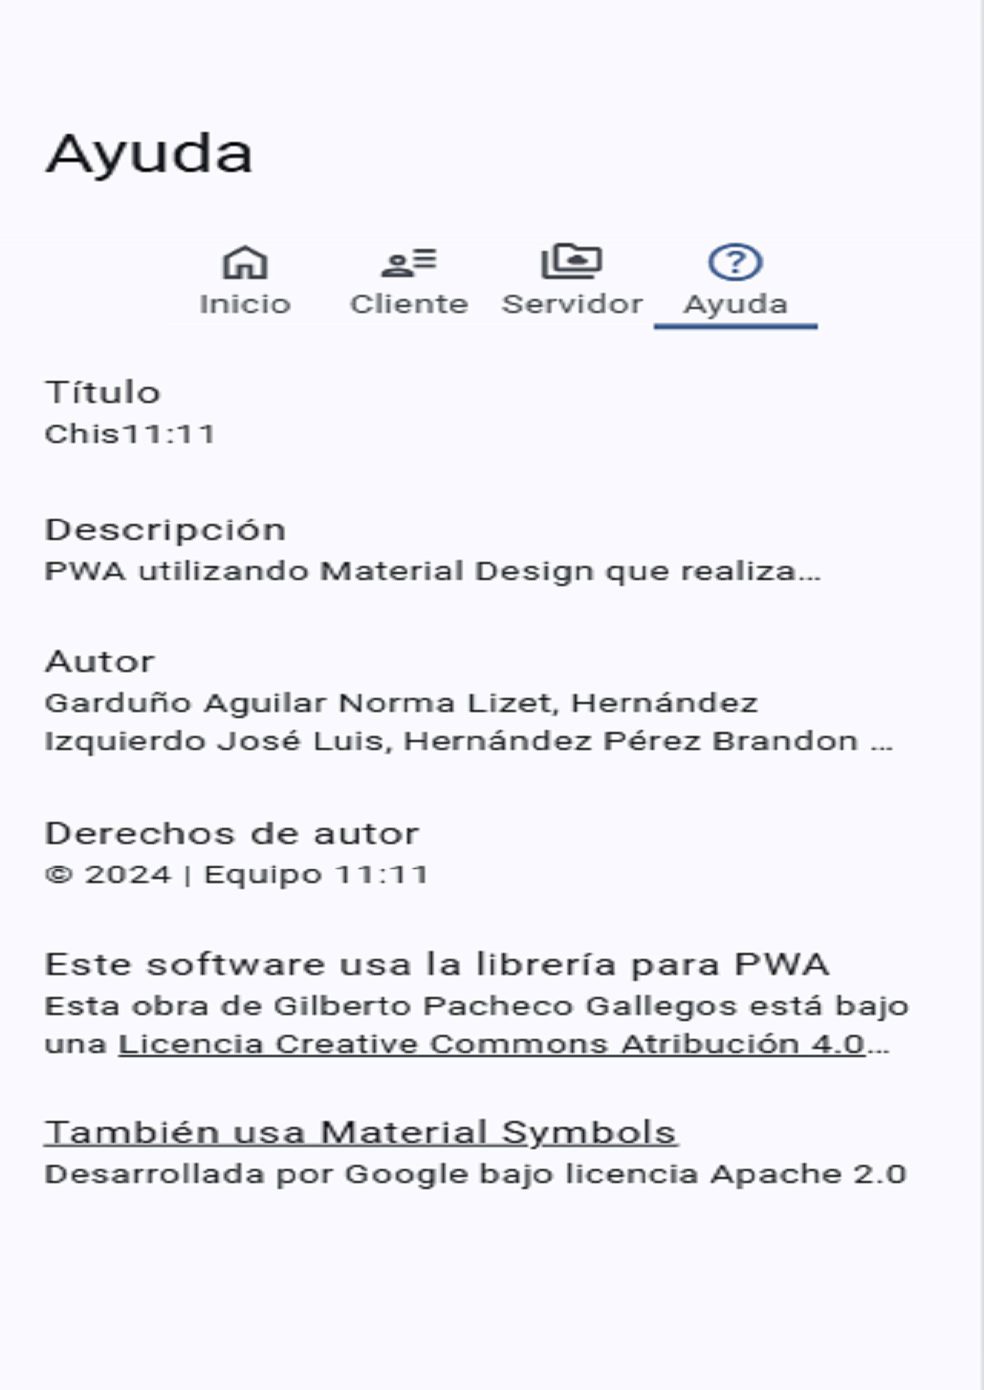 Ayuda
Inicio Cliente Servidor Ayuda
Título
Chis11:11
Descripción
PWA utilizando Material Design que realiza…
Autor
Garduño Aguilar Norma Lizet, Hernández
Izquierdo José Luis, Hernández Pérez Brandon …
Derechos de autor
© 2024 | Equipo 11:11
Este software usa la librería para PWA
Esta obra de Gilberto Pacheco Gallegos está bajo
una Licencia Creative Commons Atribución 4.0…
También usa Material Symbols
Desarrollada por Google bajo licencia Apache 2.0